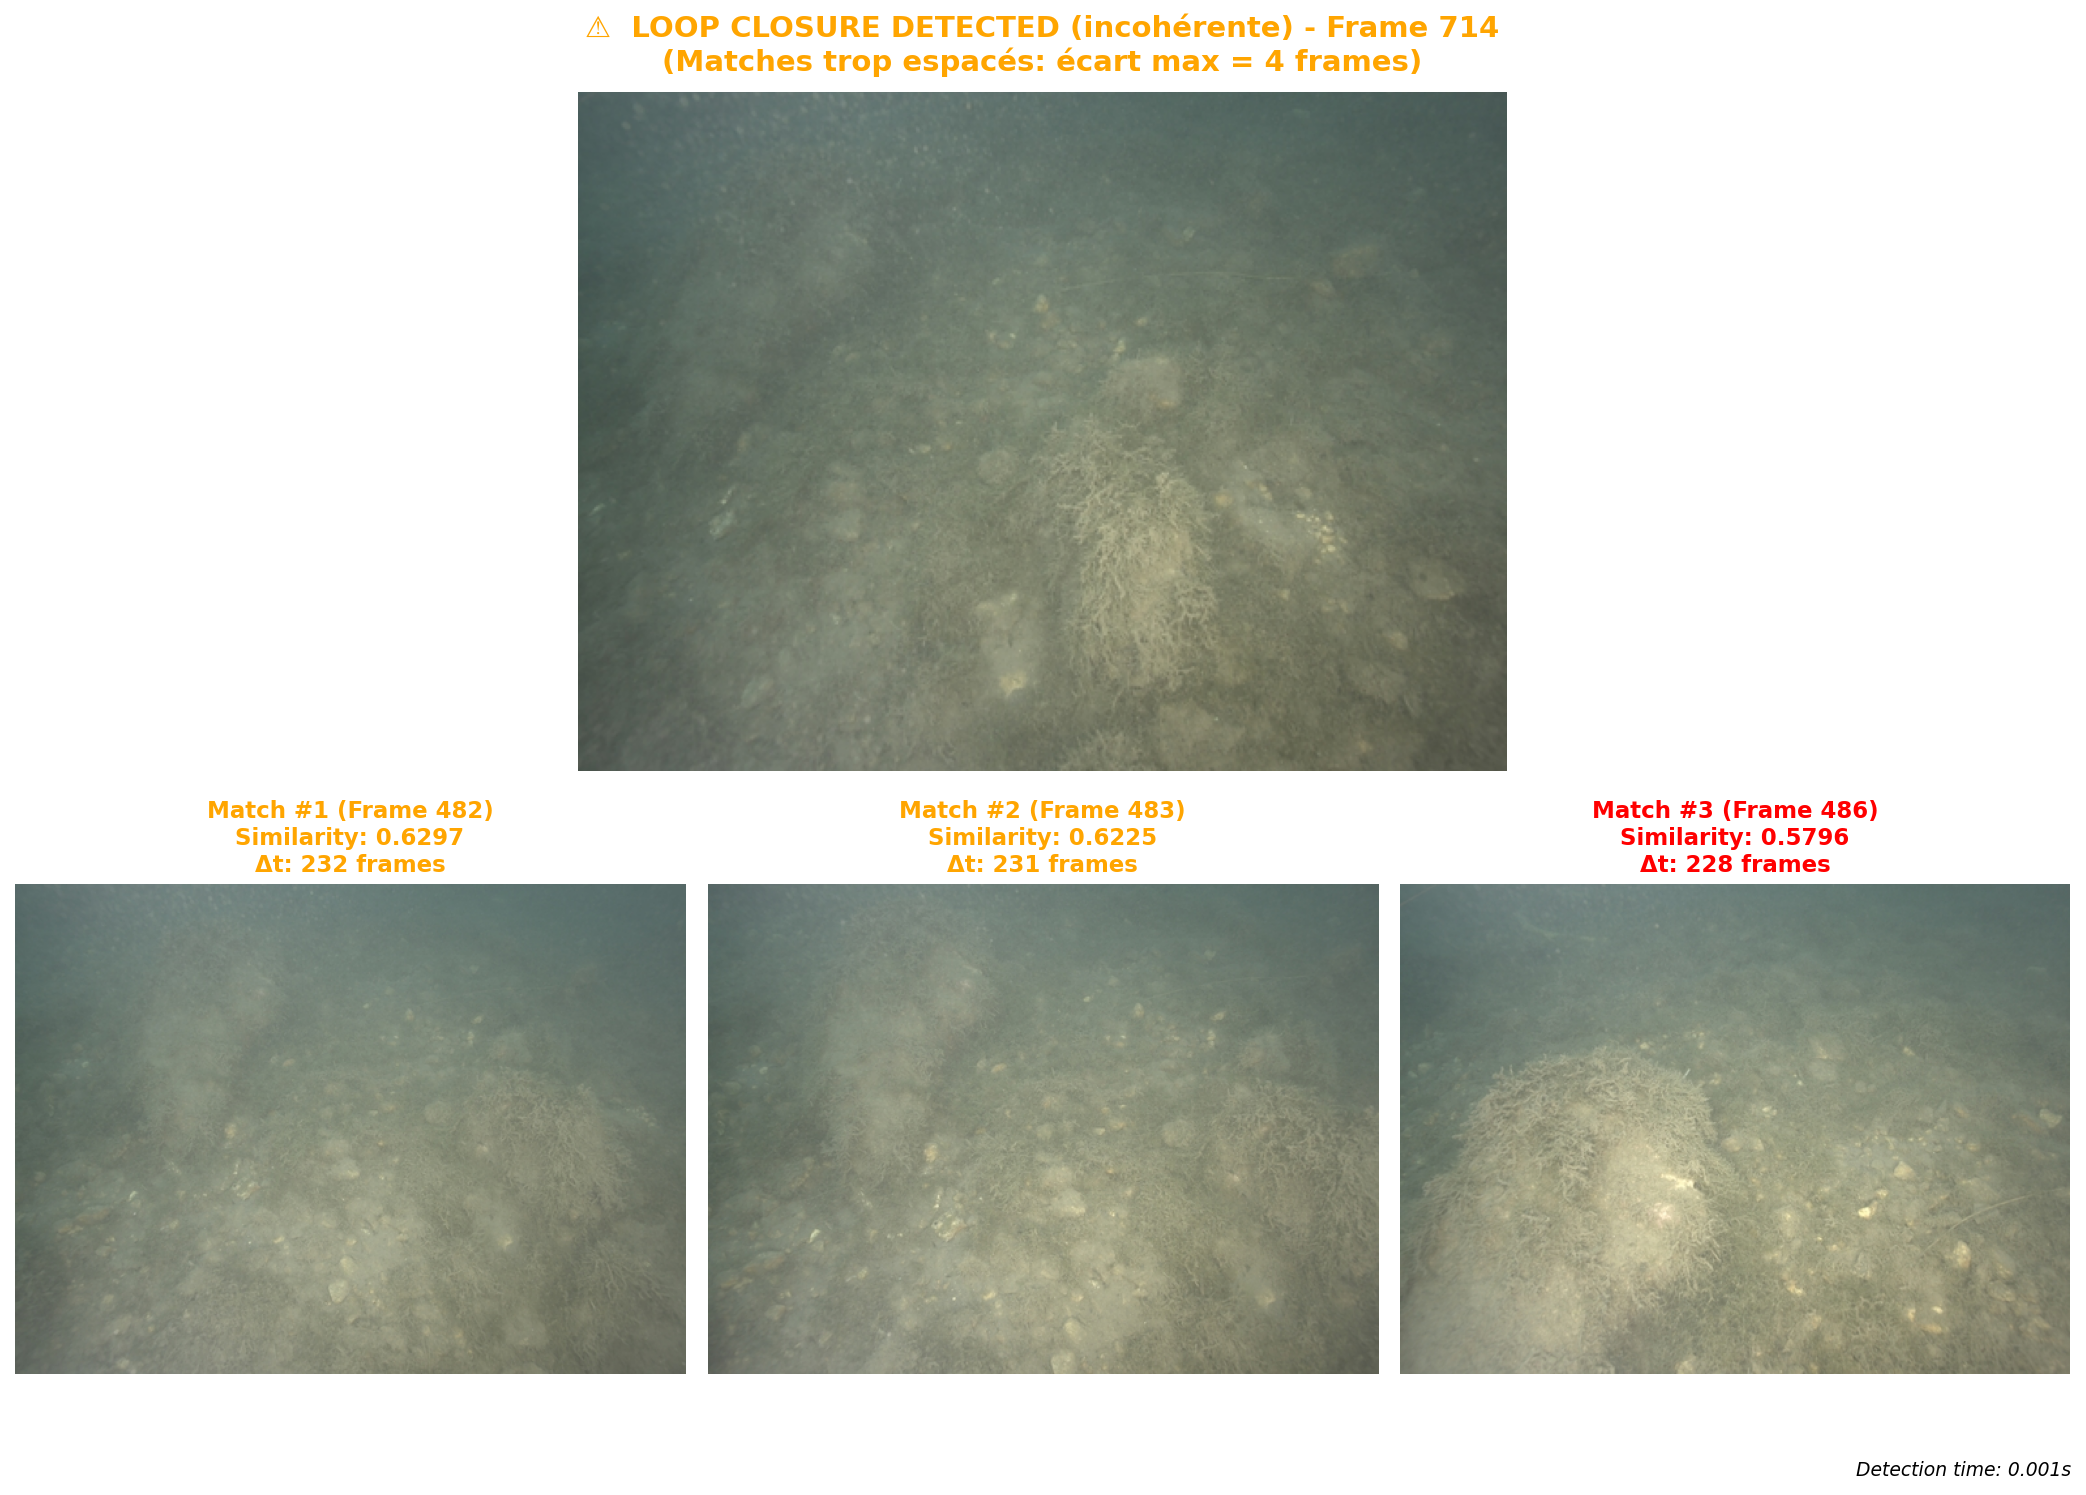 ⚠ LOOP CLOSURE DETECTED (incohérente) - Frame 714
(Matches trop espacés: écart max = 4 frames)
Match #1 (Frame 482)
Similarity: 0.6297
Δt: 232 frames
Match #2 (Frame 483)
Similarity: 0.6225
Δt: 231 frames
Match #3 (Frame 486)
Similarity: 0.5796
Δt: 228 frames
Detection time: 0.001s